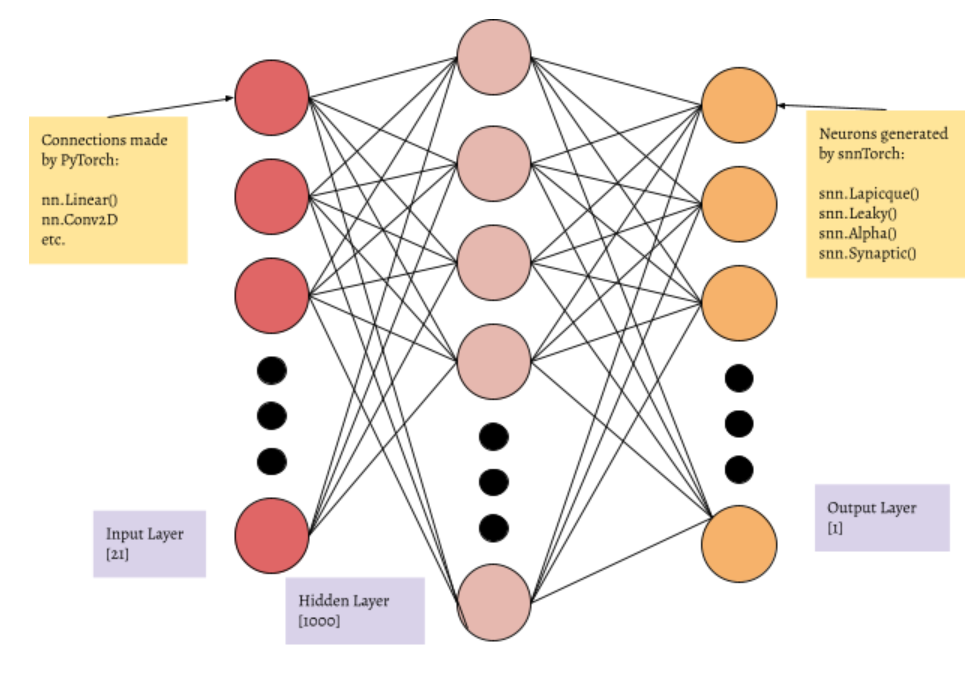 Connections made
by PyTorch:
nn.Linear()
nn.Conv2D
etc.
Neurons generated
by snnTorch:
snn.Lapicque()
snn.Leaky()
snn.Alpha()
snn.Synaptic()
Input Layer
[21]
Hidden Layer
[1000]
Output Layer
[1]